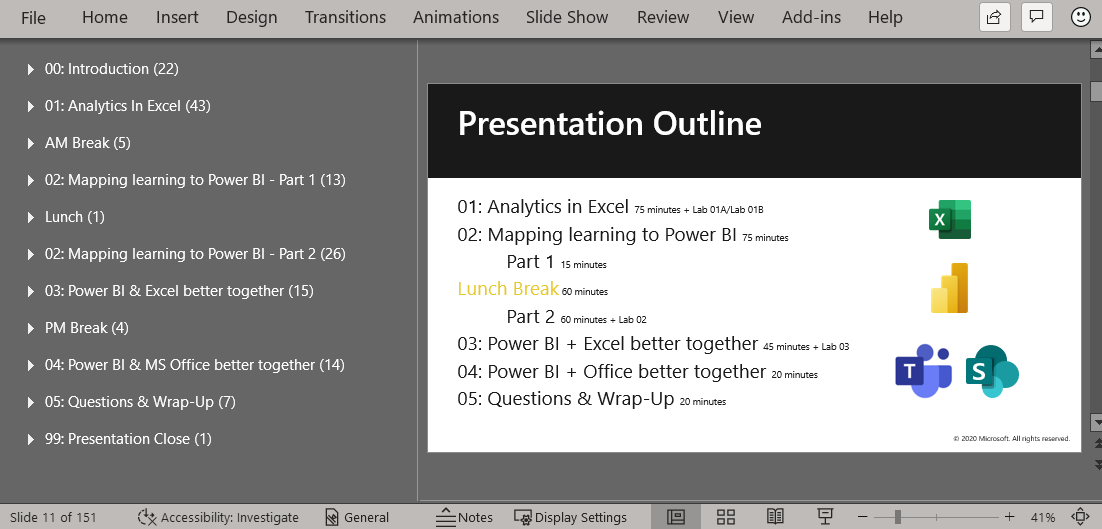 File Home Insert Design Transitions Animations Slide Show Review View Add-ins Help
00: Introduction (22)
01: Analytics In Excel (43)
AM Break (5)
02: Mapping learning to Power BI - Part 1 (13)
Lunch (1)
02: Mapping learning to Power BI - Part 2 (26)
03: Power BI & Excel better together (15)
PM Break (4)
04: Power BI & MS Office better together (14)
05: Questions & Wrap-Up (7)
99: Presentation Close (1)
Presentation Outline
01: Analytics in Excel 75 minutes + Lab 01A/Lab 01B
02: Mapping learning to Power BI 75 minutes
Part 1 15 minutes
Lunch Break 60 minutes
Part 2 60 minutes + Lab 02
03: Power BI + Excel better together 45 minutes + Lab 03
04: Power BI + Office better together 20 minutes
05: Questions & Wrap-Up 20 minutes
X
T S
© 2020 Microsoft. All rights reserved.
Slide 11 of 151 Accessibility: Investigate General Notes Display Settings 41%